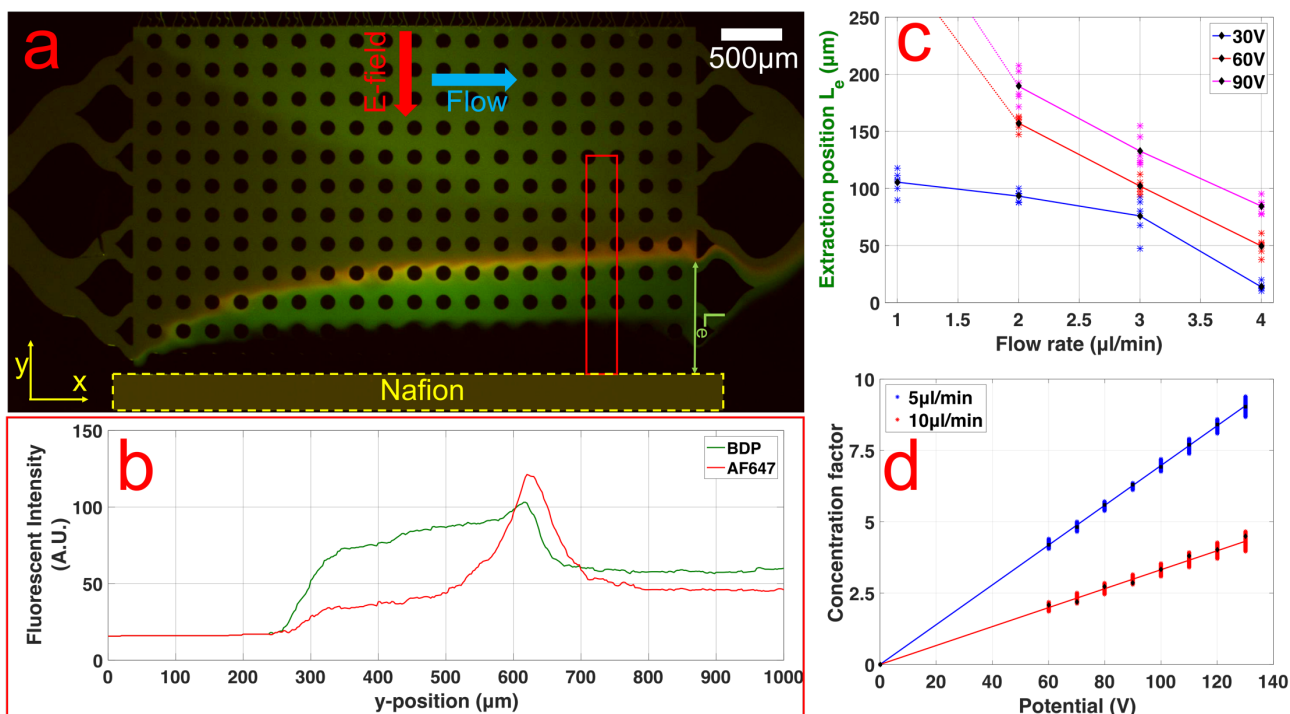 a
E-field
Flow
500µm
Le
y
x
Nafion
b
150
100
50
0
Fluorescent Intensity
(A.U.)
BDP
AF647
0 100 200 300 400 500 600 700 800 900 1000
y-position (µm)
c
250
200
150
100
50
0
Extraction position L_e (µm)
30V
60V
90V
1 1.5 2 2.5 3 3.5 4
Flow rate (µl/min)
d
10
7.5
5
2.5
0
Concentration factor
5µl/min
10µl/min
0 20 40 60 80 100 120 140
Potential (V)